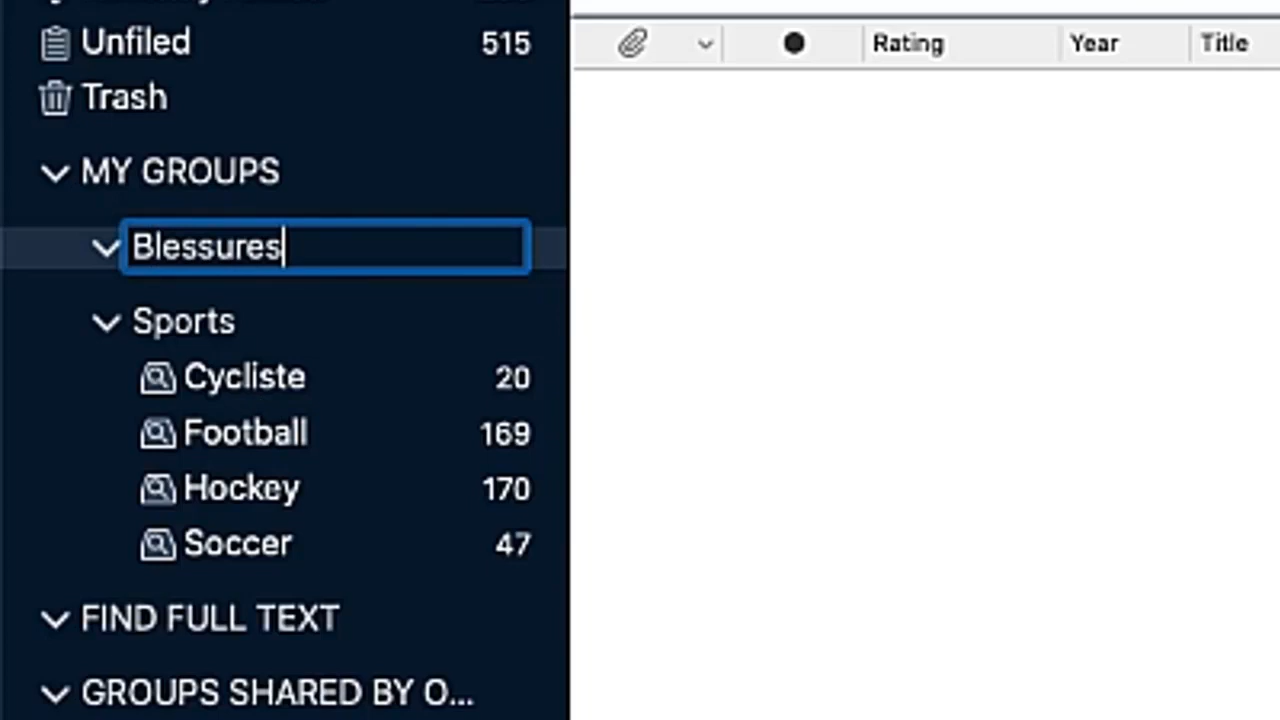 Unfiled 515
Rating Year Title
Trash
MY GROUPS
Blessures
Sports
Cycliste 20
Football 169
Hockey 170
Soccer 47
FIND FULL TEXT
GROUPS SHARED BY O...